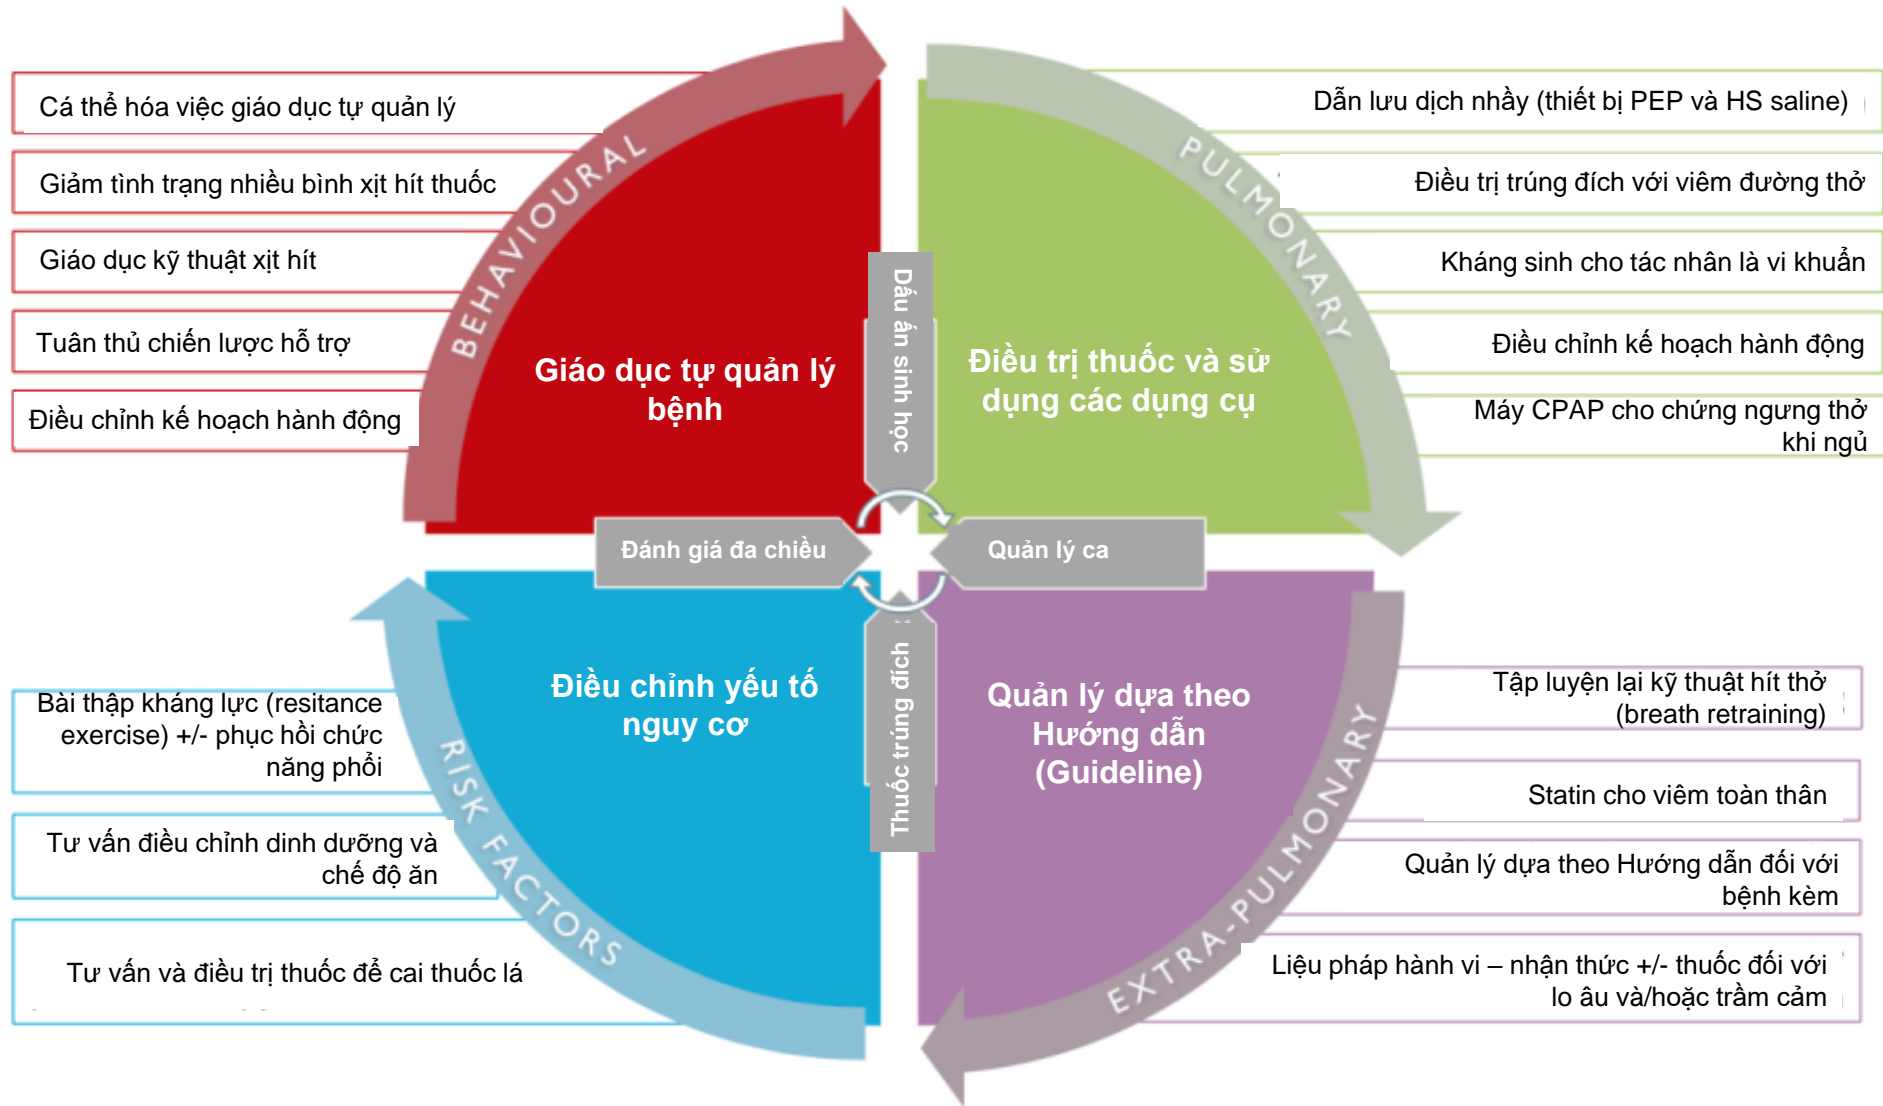 Cá thể hóa việc giáo dục tự quản lý
Giảm tình trạng nhiều bình xịt hít thuốc
Giáo dục kỹ thuật xịt hít
Tuân thủ chiến lược hỗ trợ
Điều chỉnh kế hoạch hành động
BEHAVIOURAL
Giáo dục tự quản lý
bệnh
Dấu ấn sinh học
PULMONARY
Điều trị thuốc và sử
dụng các dụng cụ
Dẫn lưu dịch nhầy (thiết bị PEP và HS saline)
Điều trị trúng đích với viêm đường thở
Kháng sinh cho tác nhân là vi khuẩn
Điều chỉnh kế hoạch hành động
Máy CPAP cho chứng ngưng thở
khi ngủ
Đánh giá đa chiều
Quản lý ca
Bài thập kháng lực (resitance
exercise) +/- phục hồi chức
năng phổi
Tư vấn điều chỉnh dinh dưỡng và
chế độ ăn
Tư vấn và điều trị thuốc để cai thuốc lá
RISK FACTORS
Điều chỉnh yếu tố
nguy cơ
Thuốc trúng đích
Quản lý dựa theo
Hướng dẫn
(Guideline)
EXTRA-PULMONARY
Tập luyện lại kỹ thuật hít thở
(breath retraining)
Statin cho viêm toàn thân
Quản lý dựa theo Hướng dẫn đối với
bệnh kèm
Liệu pháp hành vi – nhận thức +/- thuốc đối với
lo âu và/hoặc trầm cảm